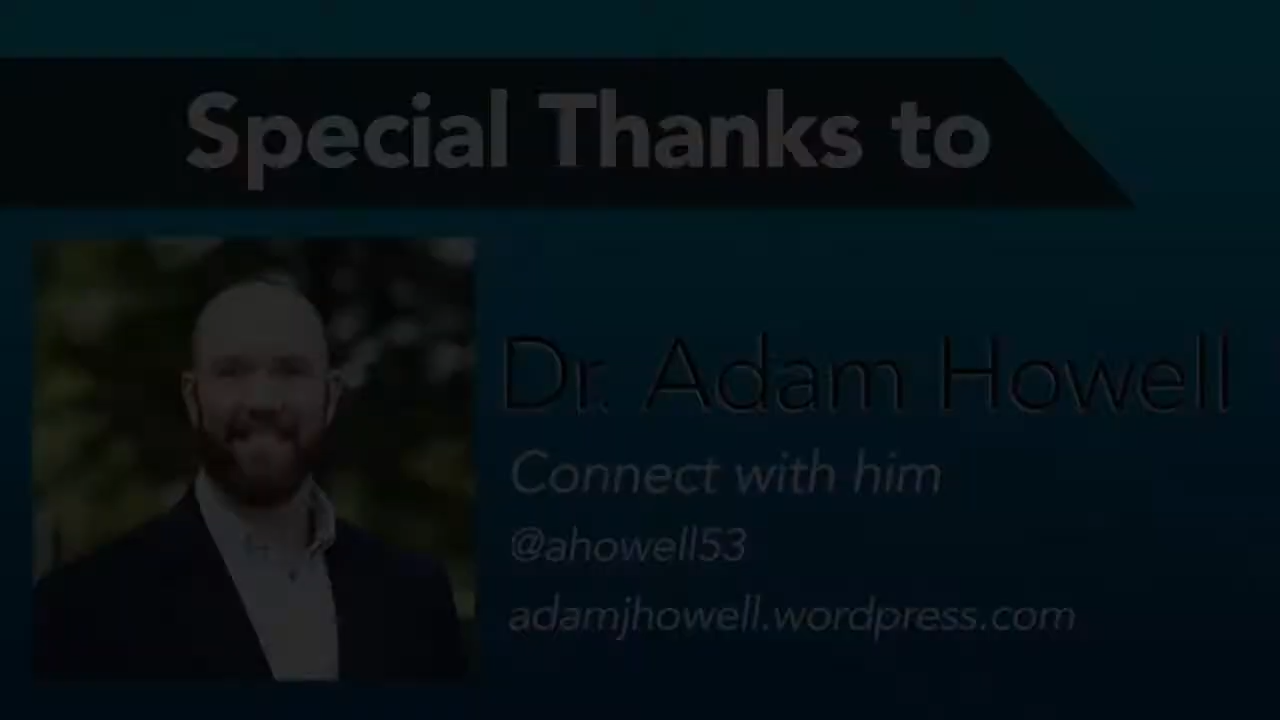 Special Thanks to
Dr. Adam Howell
Connect with him
@ahowell53
adamjhowell.wordpress.com